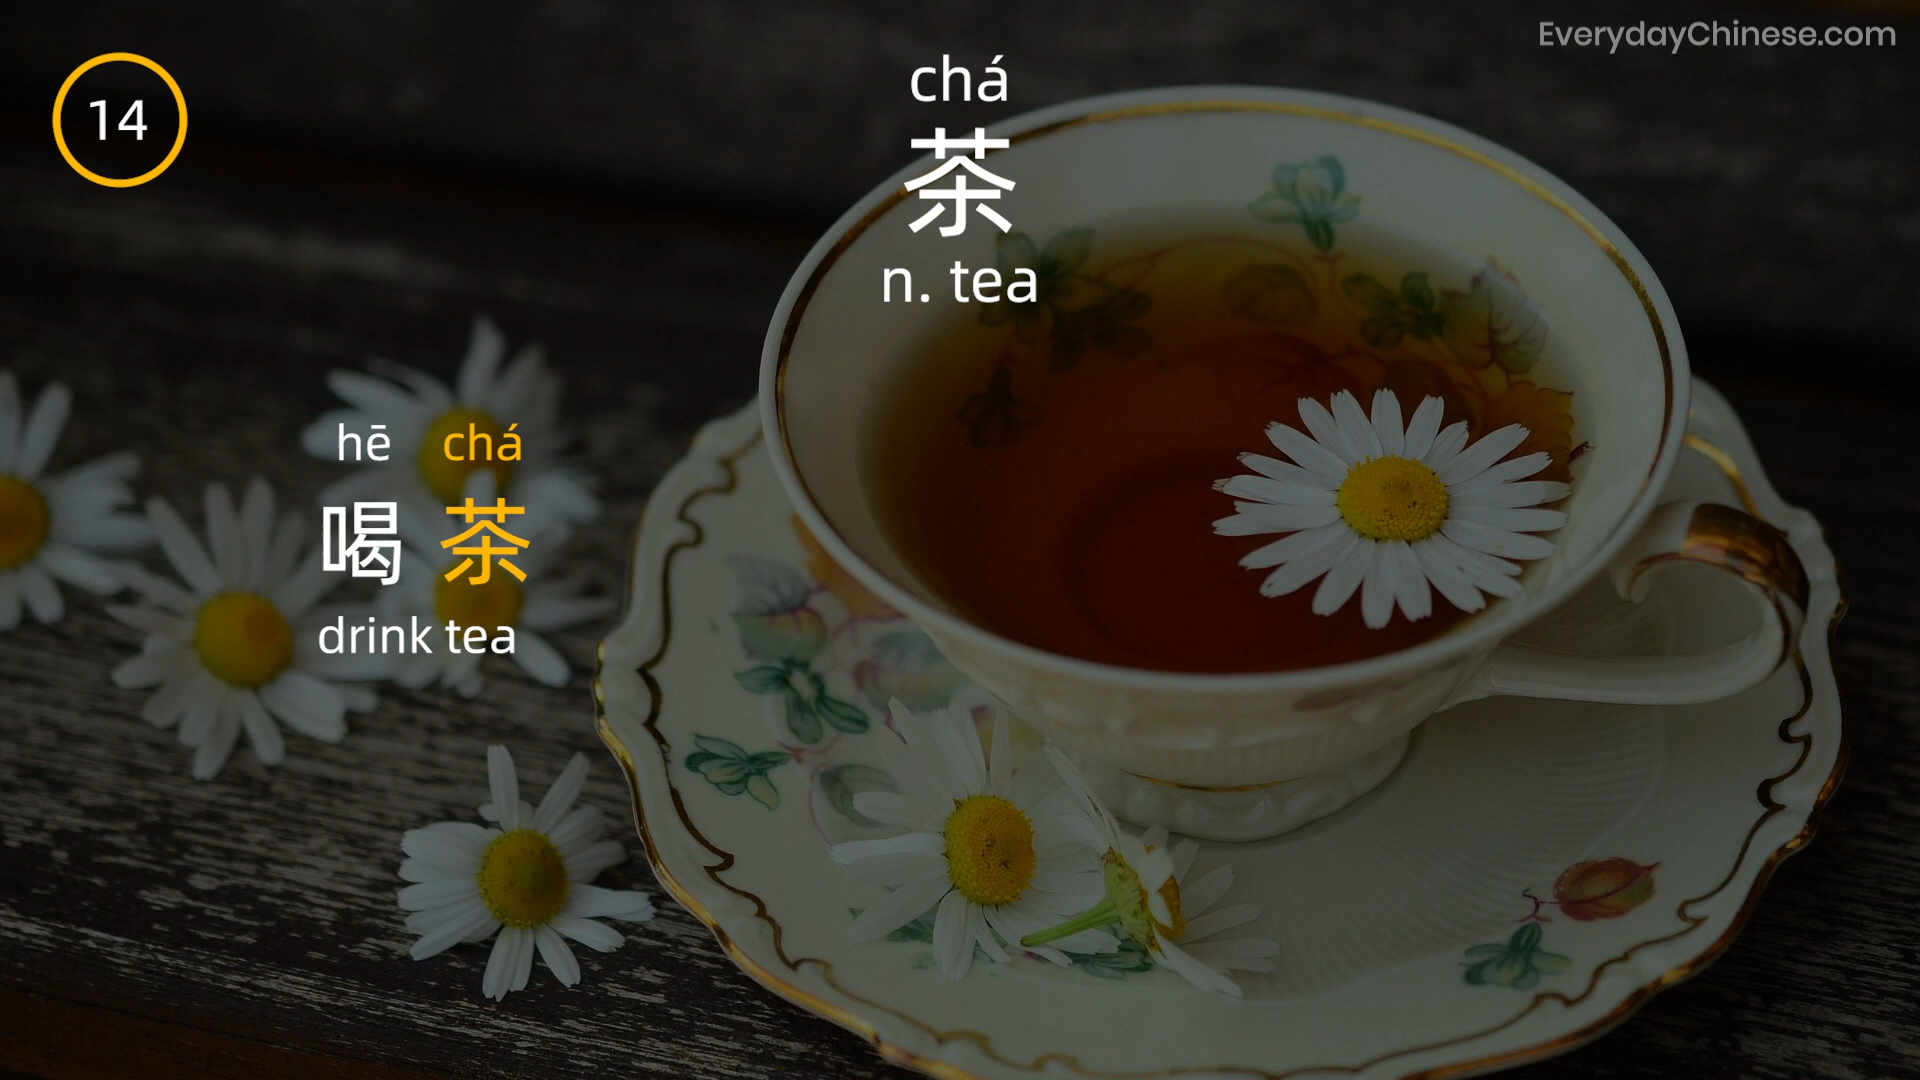 EverydayChinese.com
14
chá
茶
n. tea
hē chá
喝 茶
drink tea